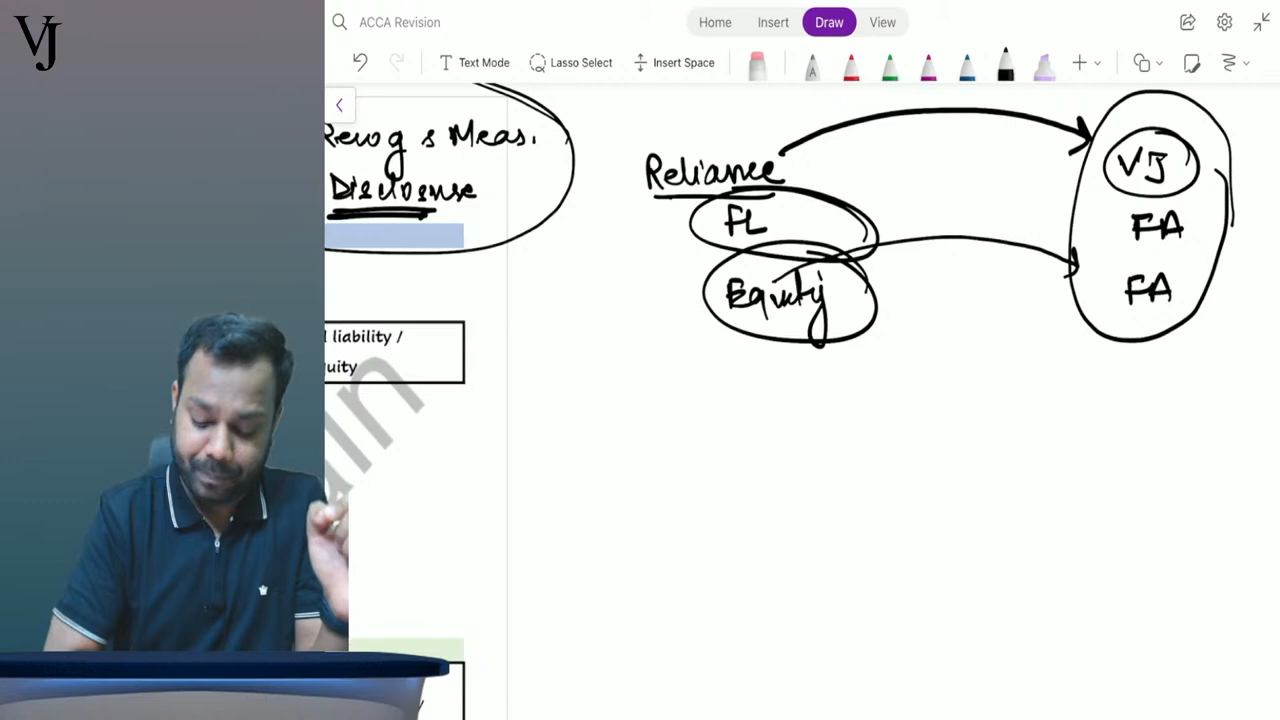 VJ
ACCA Revision
Home Insert Draw View
Text Mode Lasso Select Insert Space
Recog & Meas.
Disclosure
Reliance
FL
Equity
VJ
FA
FA
l liability /
uity
ain